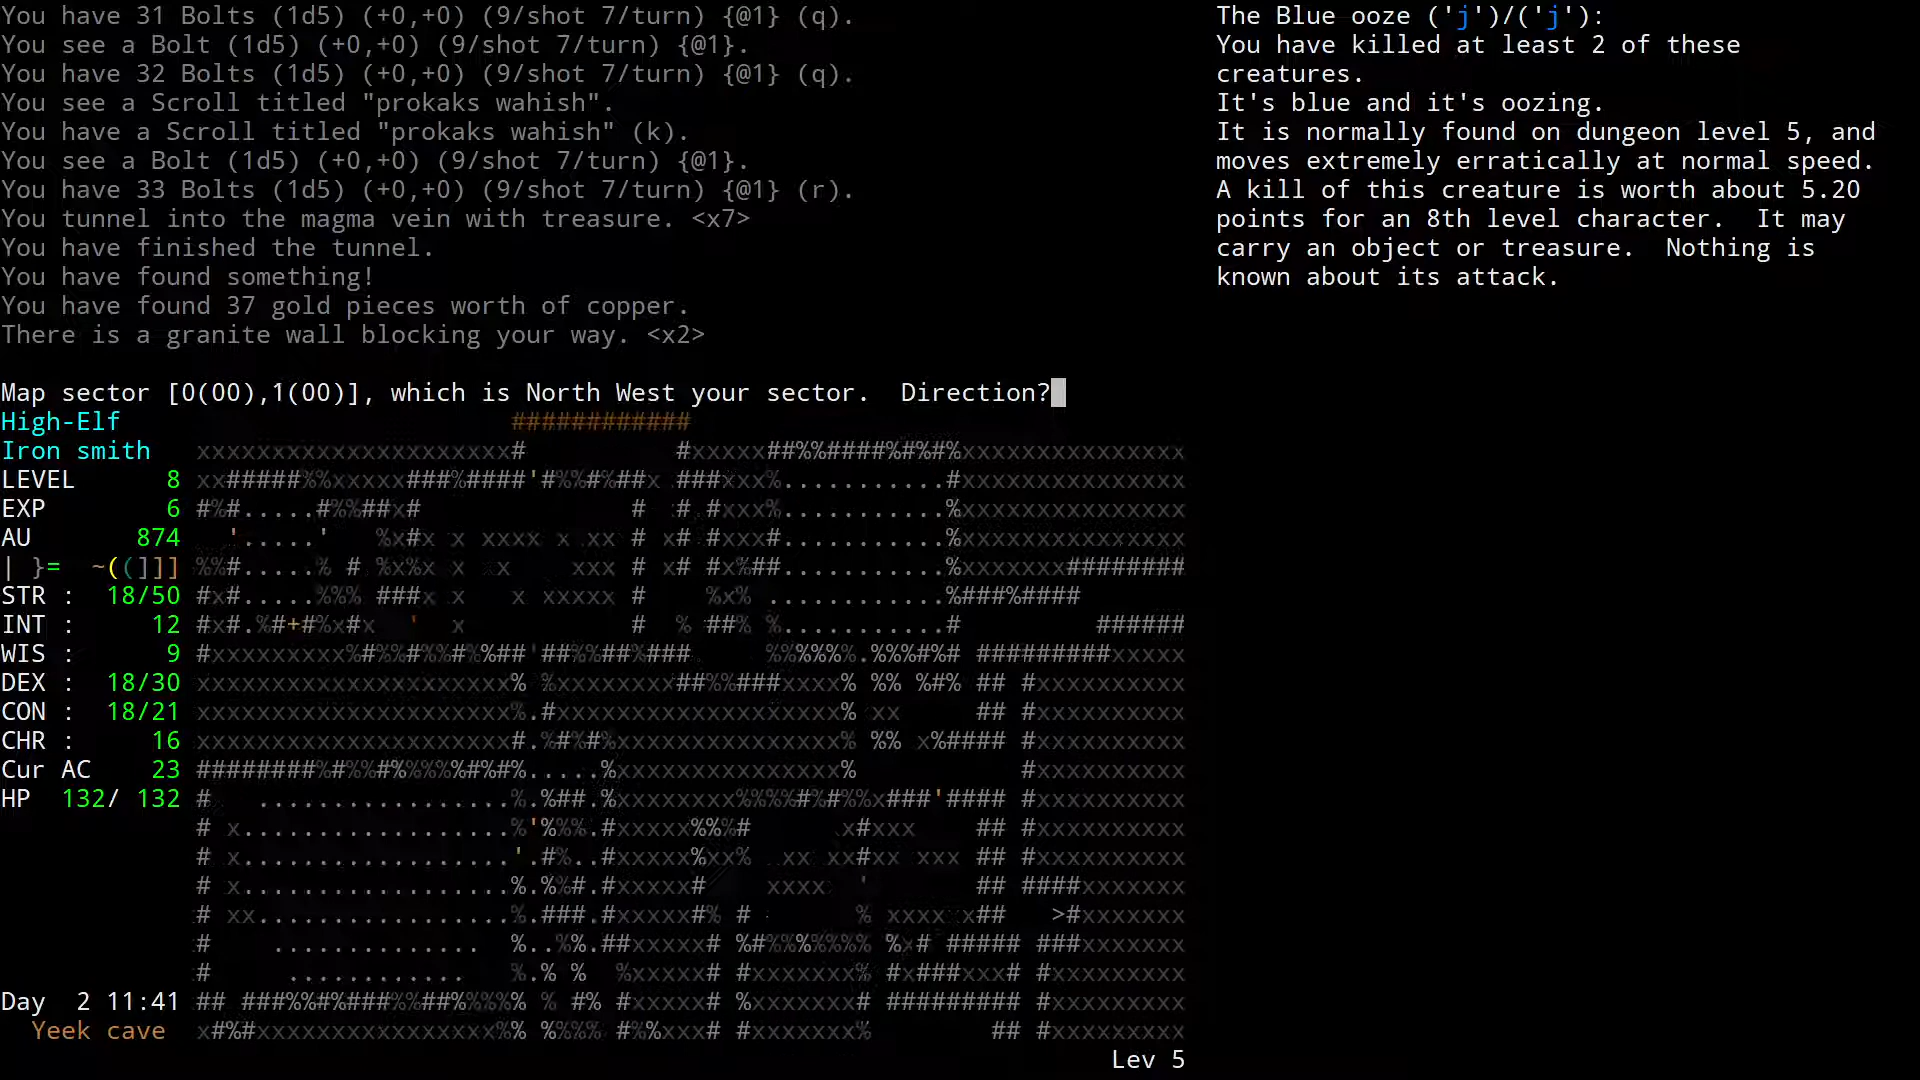 You have 31 Bolts (1d5) (+0,+0) (9/shot 7/turn) {@1} (q).
You see a Bolt (1d5) (+0,+0) (9/shot 7/turn) {@1}.
You have 32 Bolts (1d5) (+0,+0) (9/shot 7/turn) {@1} (q).
You see a Scroll titled "prokaks wahish".
You have a Scroll titled "prokaks wahish" (k).
You see a Bolt (1d5) (+0,+0) (9/shot 7/turn) {@1}.
You have 33 Bolts (1d5) (+0,+0) (9/shot 7/turn) {@1} (r).
You tunnel into the magma vein with treasure. <x7>
You have finished the tunnel.
You have found something!
You have found 37 gold pieces worth of copper.
There is a granite wall blocking your way. <x2>
Map sector [0(00),1(00)], which is North West your sector.  Direction?
High-Elf
Iron smith
LEVEL 8
EXP 6
AU 874
| }=  ~((]]]
STR : 18/50
INT : 12
WIS : 9
DEX : 18/30
CON : 18/21
CHR : 16
Cur AC 23
HP 132/ 132
Day 2 11:41
Yeek cave
Lev 5
The Blue ooze ('j')/('j'):
You have killed at least 2 of these
creatures.
It's blue and it's oozing.
It is normally found on dungeon level 5, and
moves extremely erratically at normal speed.
A kill of this creature is worth about 5.20
points for an 8th level character.  It may
carry an object or treasure.  Nothing is
known about its attack.